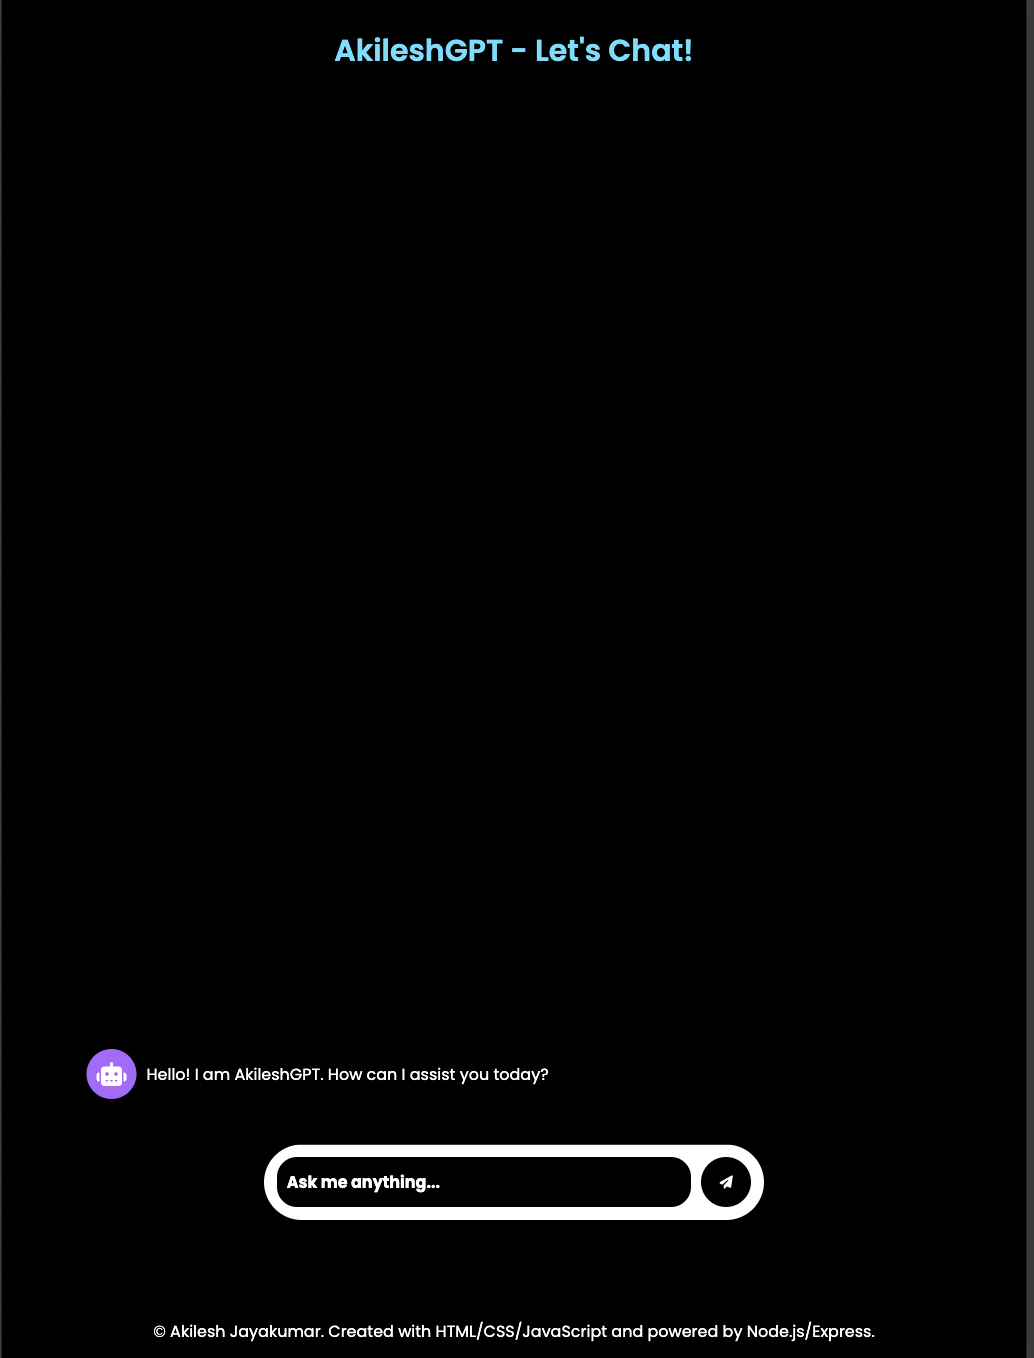 AkileshGPT - Let's Chat!
Hello! I am AkileshGPT. How can I assist you today?
Ask me anything...
© Akilesh Jayakumar. Created with HTML/CSS/JavaScript and powered by Node.js/Express.